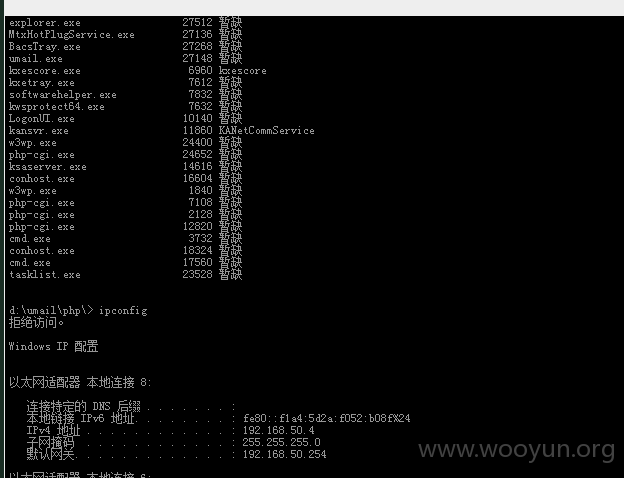 explorer.exe 27512 暂缺
MtxHotPlugService.exe 27136 暂缺
BacsTray.exe 27268 暂缺
umail.exe 27148 暂缺
kxescore.exe 6960 kxescore
kxetray.exe 7612 暂缺
softwarehelper.exe 7832 暂缺
kwsprotect64.exe 7632 暂缺
LogonUI.exe 10140 暂缺
kansvr.exe 11860 KANetCommService
w3wp.exe 24400 暂缺
php-cgi.exe 24652 暂缺
ksaserver.exe 14616 暂缺
conhost.exe 16604 暂缺
w3wp.exe 1840 暂缺
php-cgi.exe 7108 暂缺
php-cgi.exe 2128 暂缺
php-cgi.exe 12820 暂缺
cmd.exe 3732 暂缺
conhost.exe 18324 暂缺
cmd.exe 17560 暂缺
tasklist.exe 23528 暂缺
d:\umail\php\> ipconfig
拒绝访问。
Windows IP 配置
以太网适配器 本地连接 8:
连接特定的 DNS 后缀 . . . . . . . :
本地链接 IPv6 地址. . . . . . . . : fe80::f1a4:5d2a:f052:b08f%24
IPv4 地址 . . . . . . . . . . . . : 192.168.50.4
子网掩码 . . . . . . . . . . . . : 255.255.255.0
默认网关. . . . . . . . . . . . . : 192.168.50.254
以太网适配器 本地连接 6:
www.wooyun.org